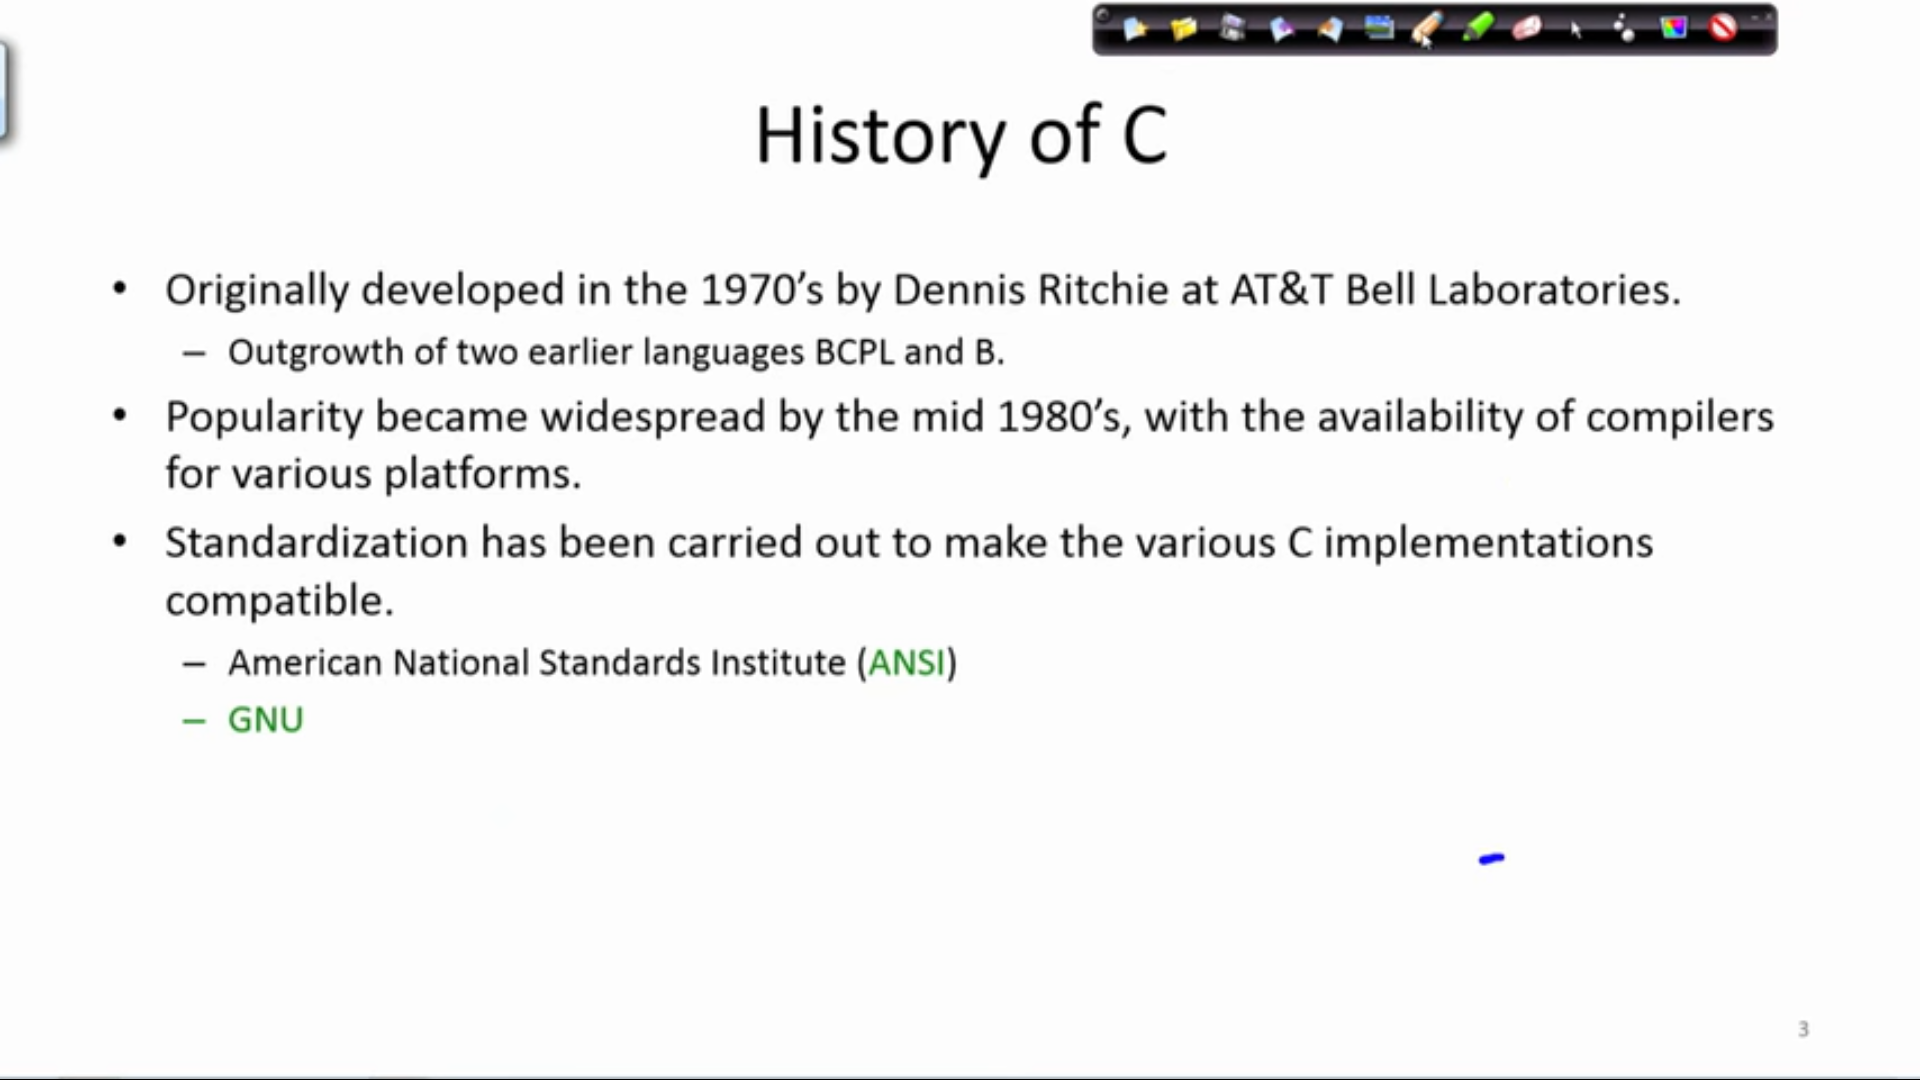 History of C
• Originally developed in the 1970's by Dennis Ritchie at AT&T Bell Laboratories.
– Outgrowth of two earlier languages BCPL and B.
• Popularity became widespread by the mid 1980's, with the availability of compilers
for various platforms.
• Standardization has been carried out to make the various C implementations
compatible.
– American National Standards Institute (ANSI)
– GNU
3